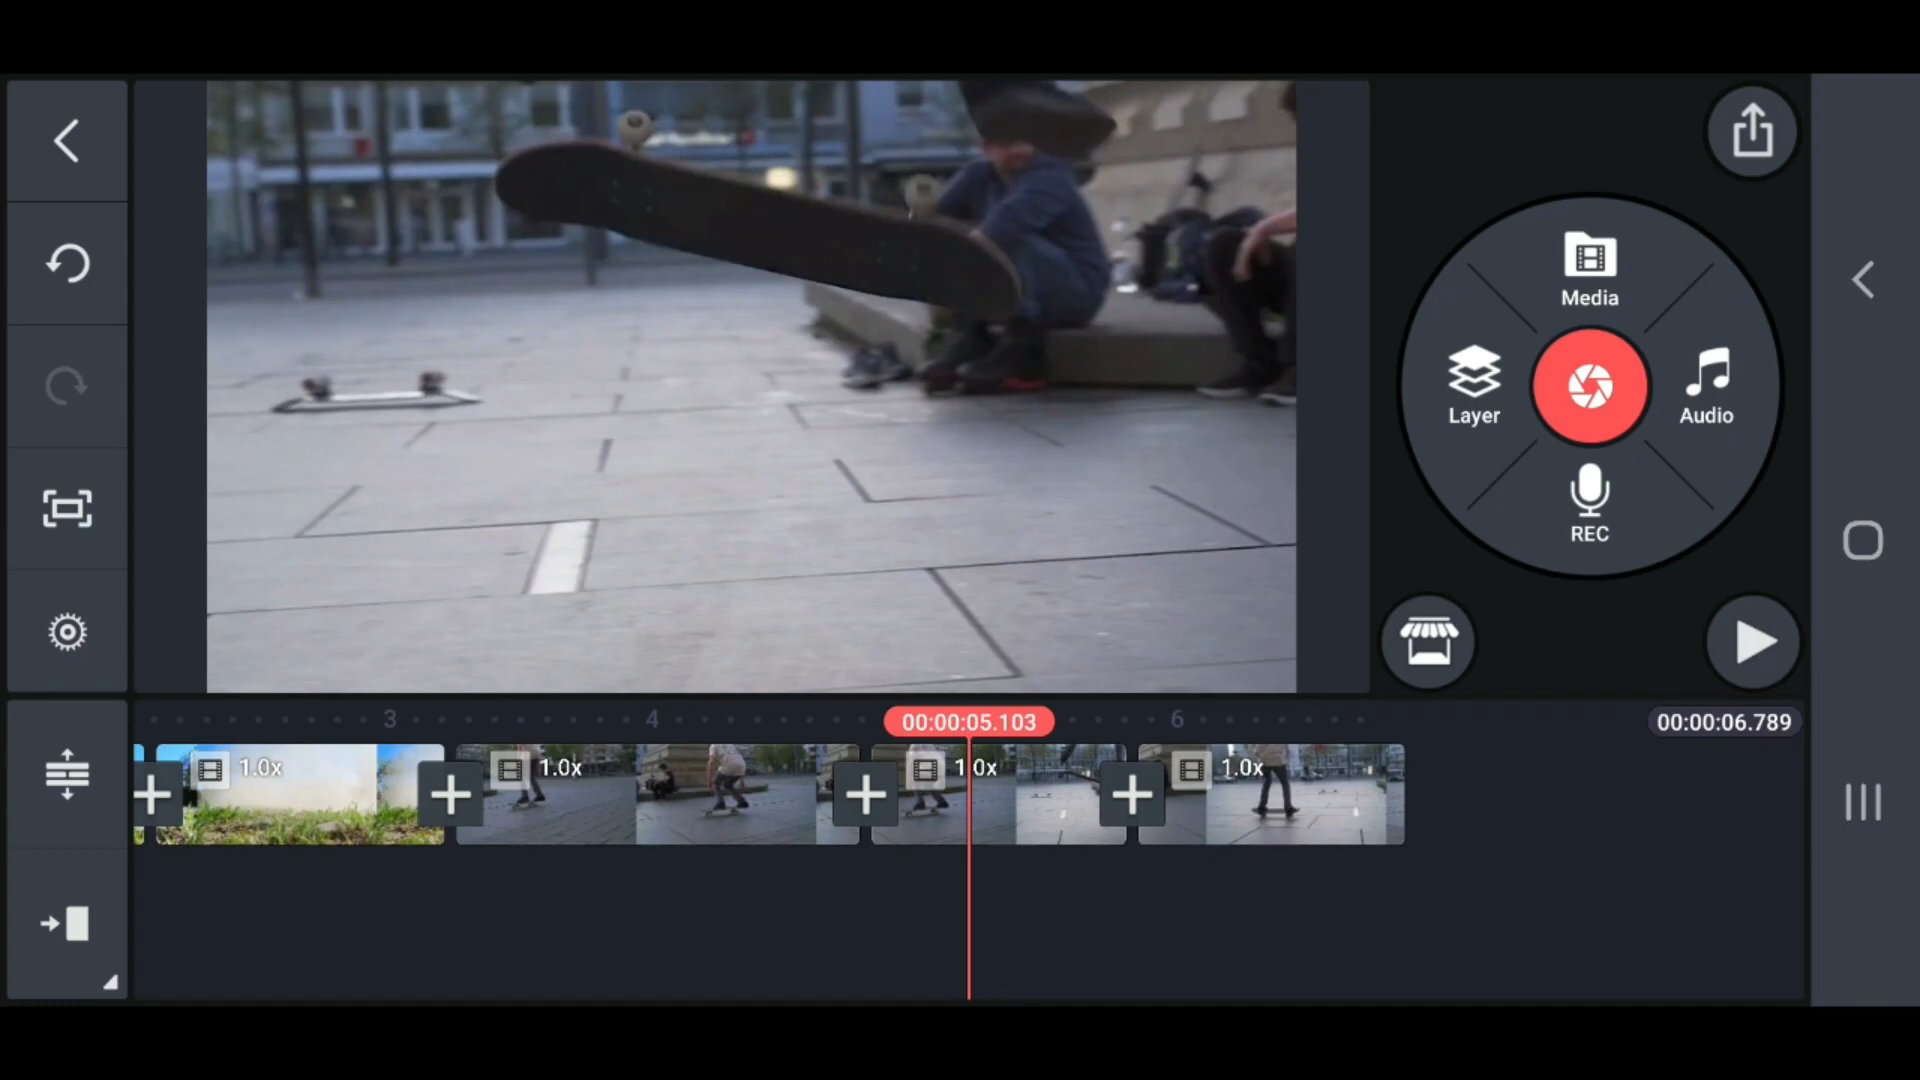 Media
Layer
Audio
REC
3
4
00:00:05.103
6
00:00:06.789
1.0x
1.0x
1.0x
1.0x